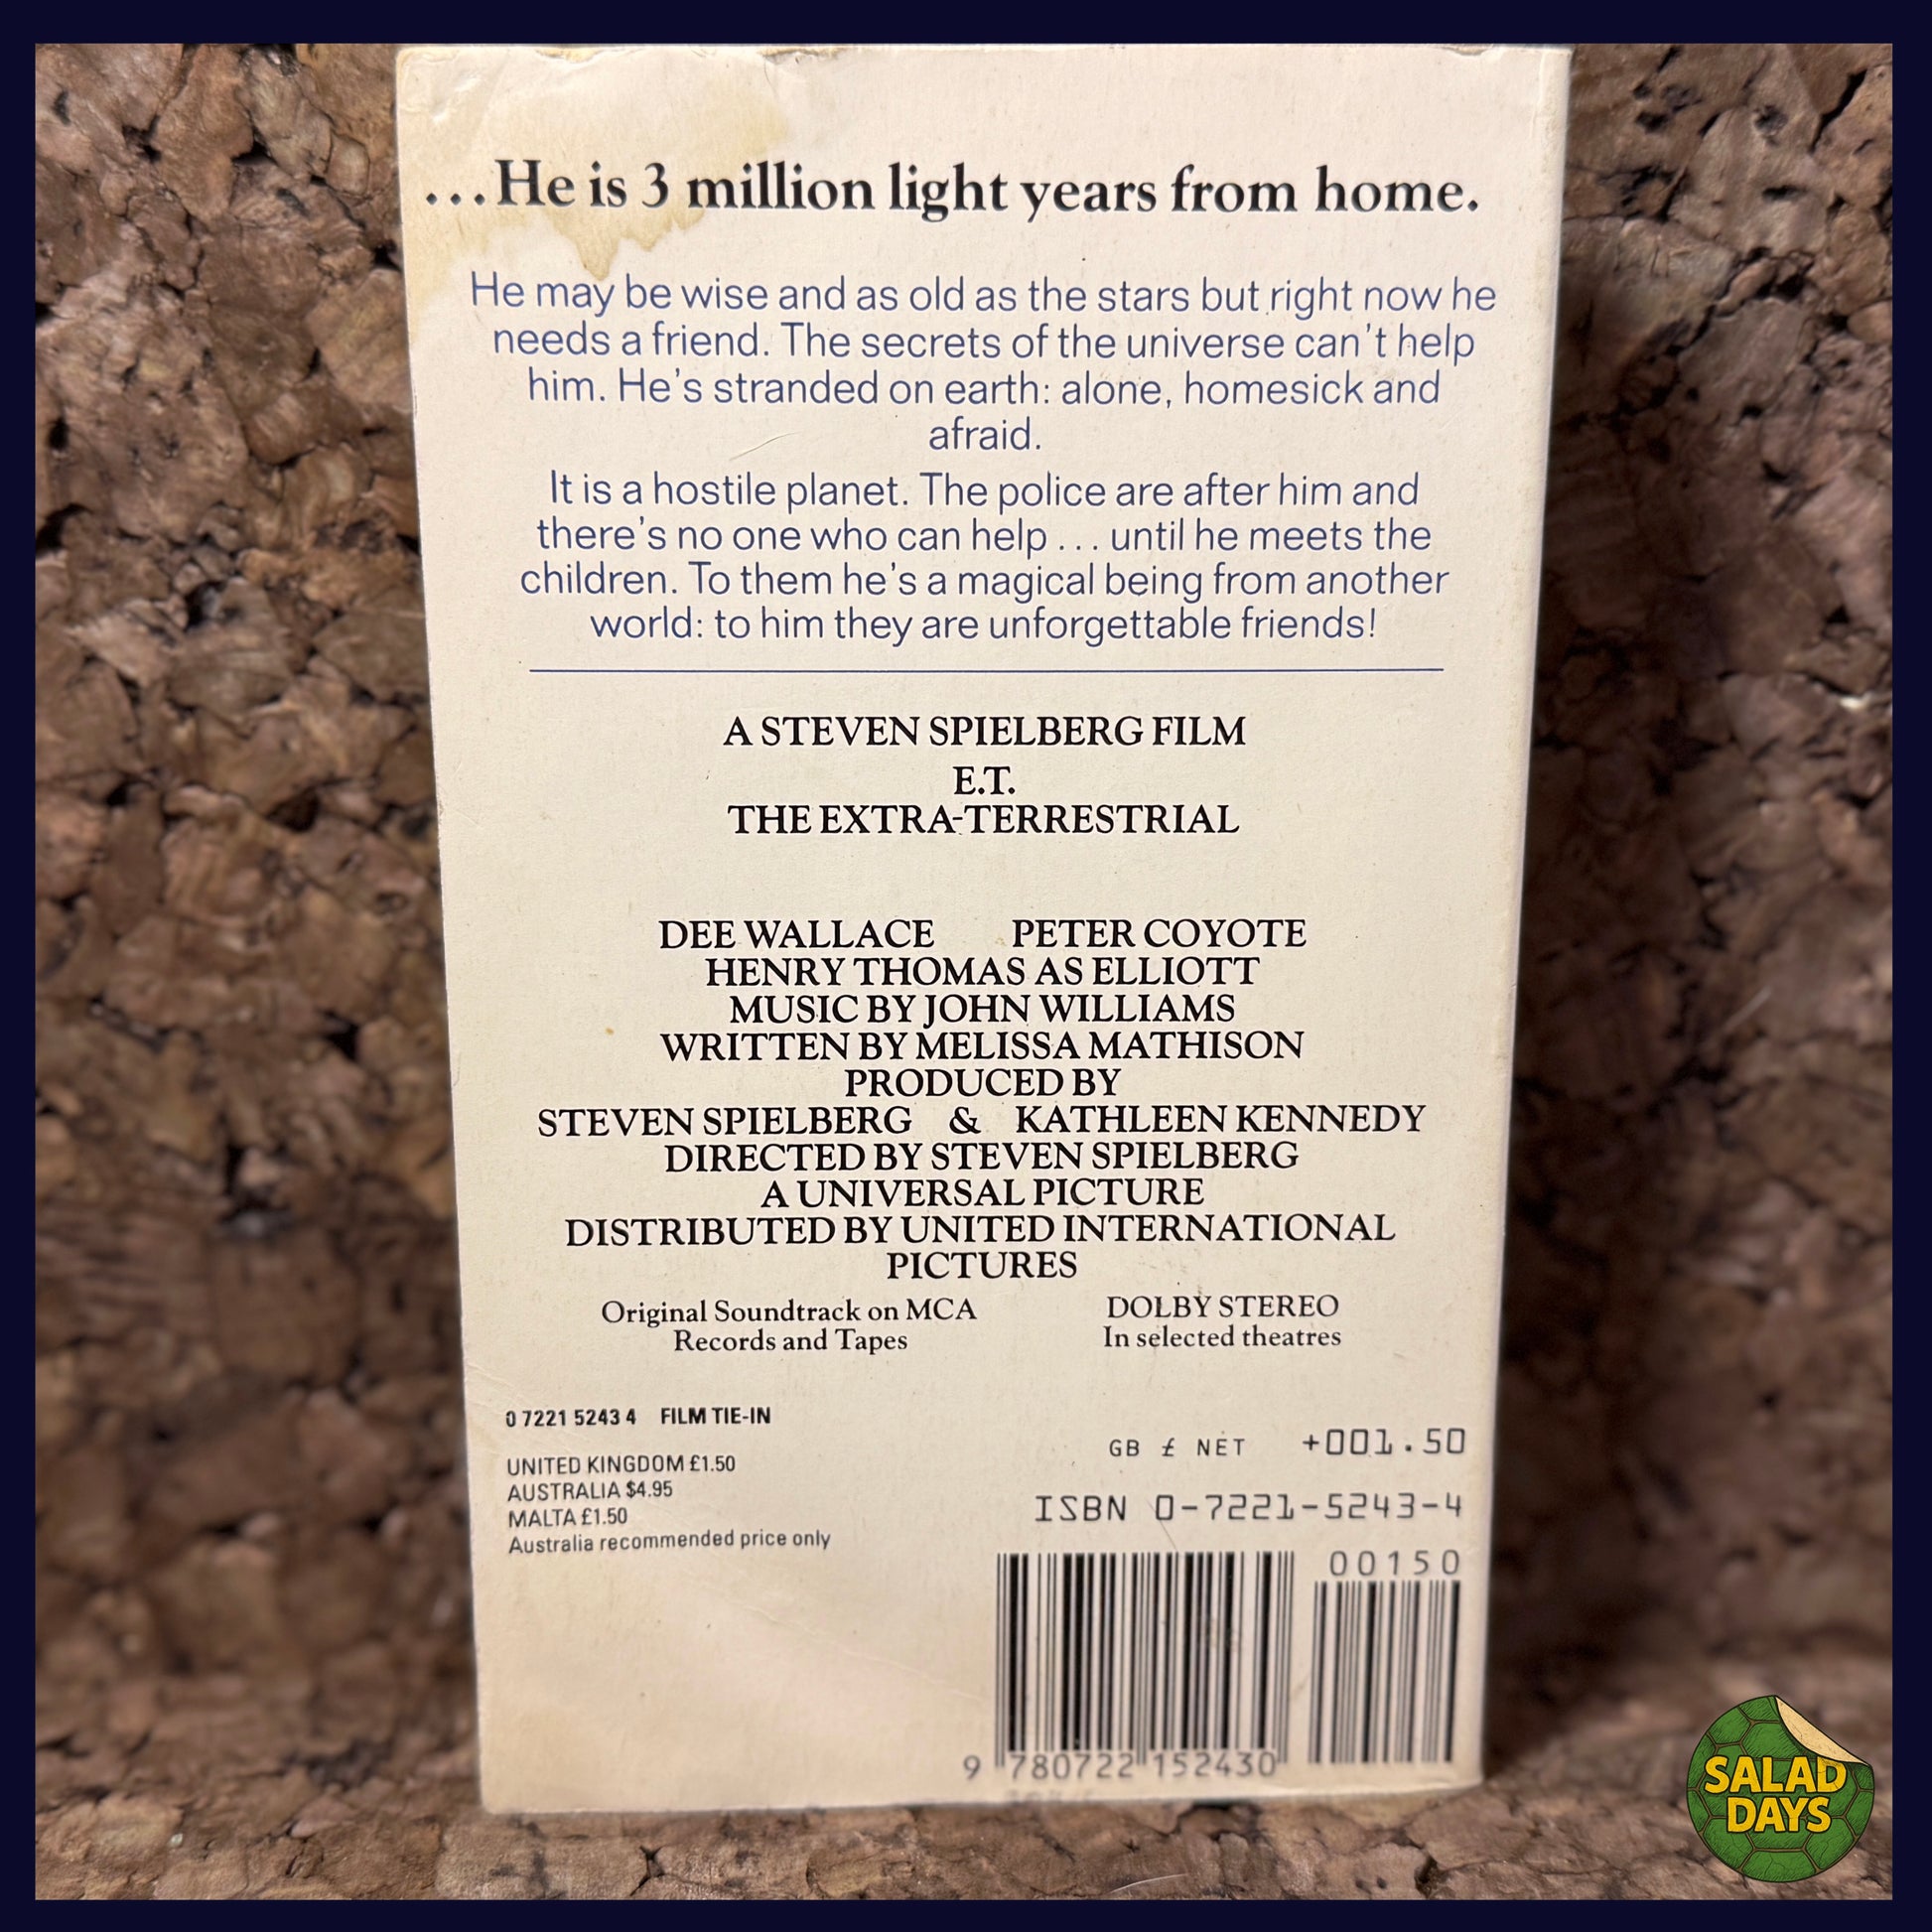 ...He is 3 million light years from home.
He may be wise and as old as the stars but right now he
needs a friend. The secrets of the universe can't help
him. He's stranded on earth: alone, homesick and
afraid.
It is a hostile planet. The police are after him and
there's no one who can help ... until he meets the
children. To them he's a magical being from another
world: to him they are unforgettable friends!
A STEVEN SPIELBERG FILM
E.T.
THE EXTRA-TERRESTRIAL
DEE WALLACE PETER COYOTE
HENRY THOMAS AS ELLIOTT
MUSIC BY JOHN WILLIAMS
WRITTEN BY MELISSA MATHISON
PRODUCED BY
STEVEN SPIELBERG & KATHLEEN KENNEDY
DIRECTED BY STEVEN SPIELBERG
A UNIVERSAL PICTURE
DISTRIBUTED BY UNITED INTERNATIONAL
PICTURES
Original Soundtrack on MCA
Records and Tapes
DOLBY STEREO
In selected theatres
0 7221 5243 4 FILM TIE-IN
UNITED KINGDOM £1.50
AUSTRALIA $4.95
MALTA £1.50
Australia recommended price only
GB £ NET +001.50
ISBN 0-7221-5243-4
00150
9 780722 152430
SALAD
DAYS